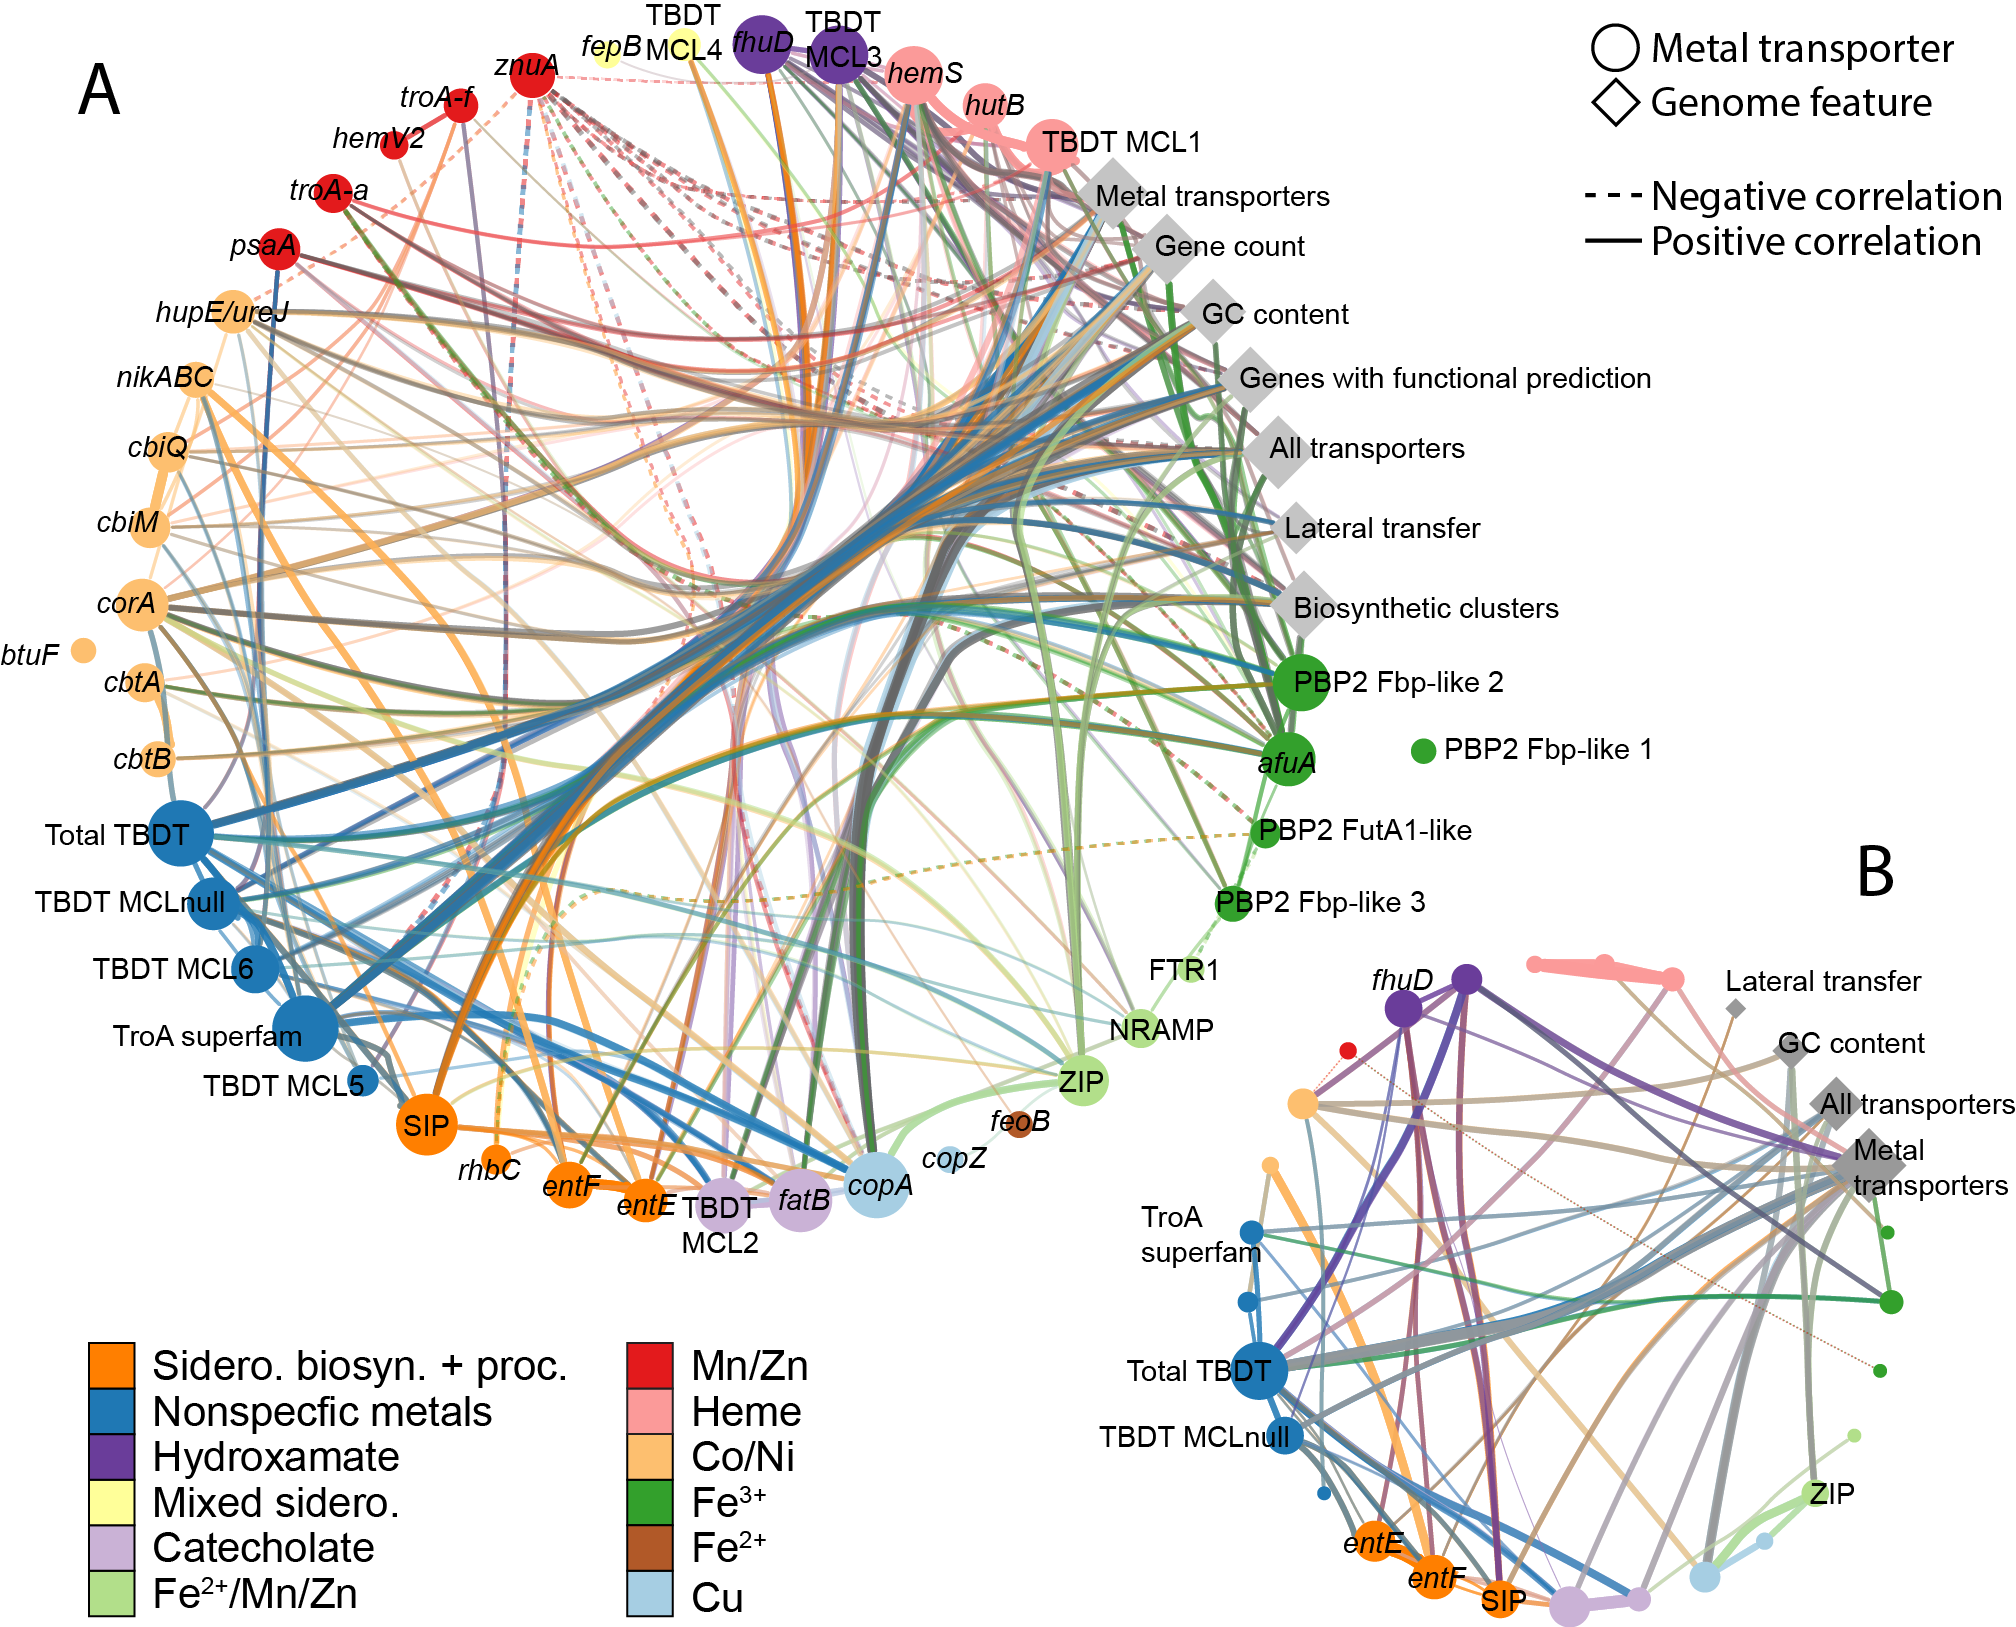 A
TBDT
MCL4
fepB
znuA
troA-f
hemV2
troA-a
psaA
hupE/ureJ
nikABC
cbiQ
cbiM
corA
btuF
cbtA
cbtB
Total TBDT
TBDT MCLnull
TBDT MCL6
TroA superfam
TBDT MCL5
SIP
rhbC
entF
entE
TBDT
MCL2
fatB
copA
copZ
feoB
ZIP
NRAMP
FTR1
PBP2 Fbp-like 3
PBP2 FutA1-like
afuA
PBP2 Fbp-like 1
PBP2 Fbp-like 2
Biosynthetic clusters
Lateral transfer
All transporters
Genes with functional prediction
GC content
Gene count
Metal transporters
TBDT MCL1
hutB
hemS
TBDT
MCL3
fhuD
Metal transporter
Genome feature
Negative correlation
Positive correlation
B
fhuD
Lateral transfer
GC content
All transporters
Metal
transporters
TroA
superfam
Total TBDT
TBDT MCLnull
entE
entF
SIP
ZIP
Sidero. biosyn. + proc.
Nonspecfic metals
Hydroxamate
Mixed sidero.
Catecholate
Fe2+/Mn/Zn
Mn/Zn
Heme
Co/Ni
Fe3+
Fe2+
Cu